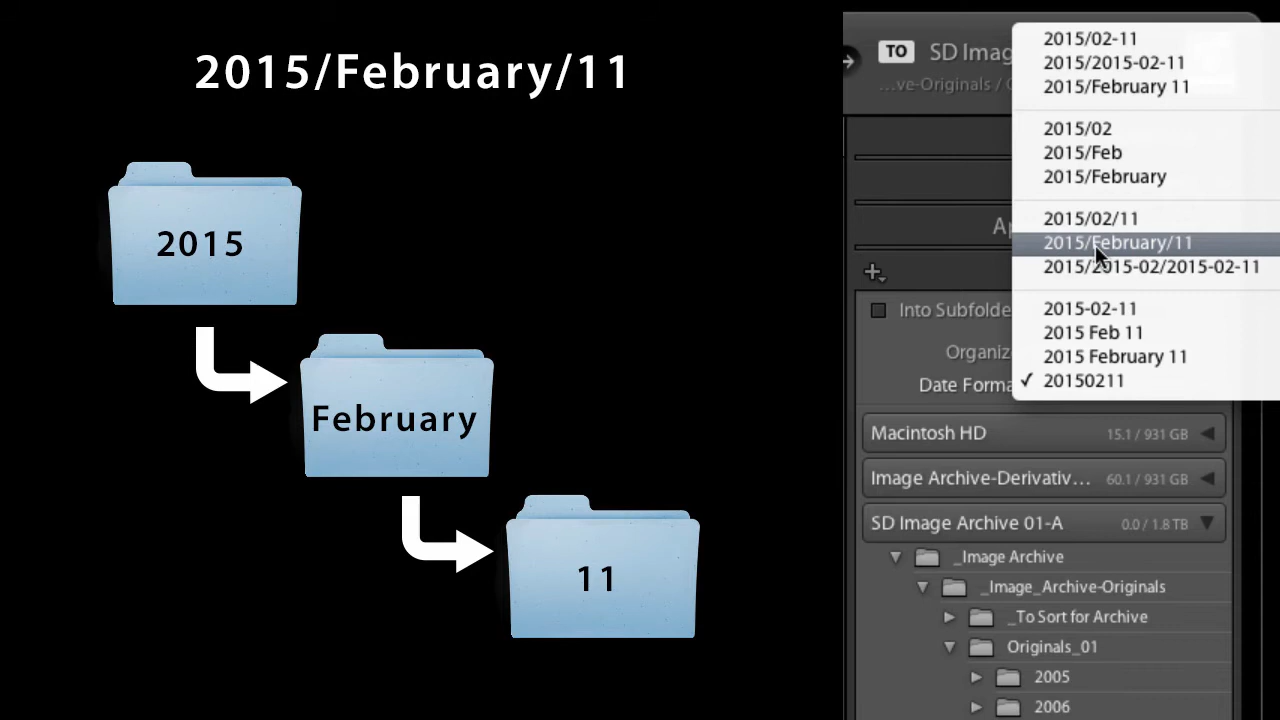 2015/February/11
2015
February
11
TO SD Imag
...ve-Originals /
2015/02-11
2015/2015-02-11
2015/February 11
2015/02
2015/Feb
2015/February
2015/02/11
2015/February/11
2015/2015-02/2015-02-11
2015-02-11
2015 Feb 11
2015 February 11
✓ 20150211
Ap
Into Subfolde
Organiz
Date Forma
Macintosh HD 15.1 / 931 GB
Image Archive-Derivativ... 60.1 / 931 GB
SD Image Archive 01-A 0.0 / 1.8 TB
_Image Archive
_Image_Archive-Originals
_To Sort for Archive
Originals_01
2005
2006